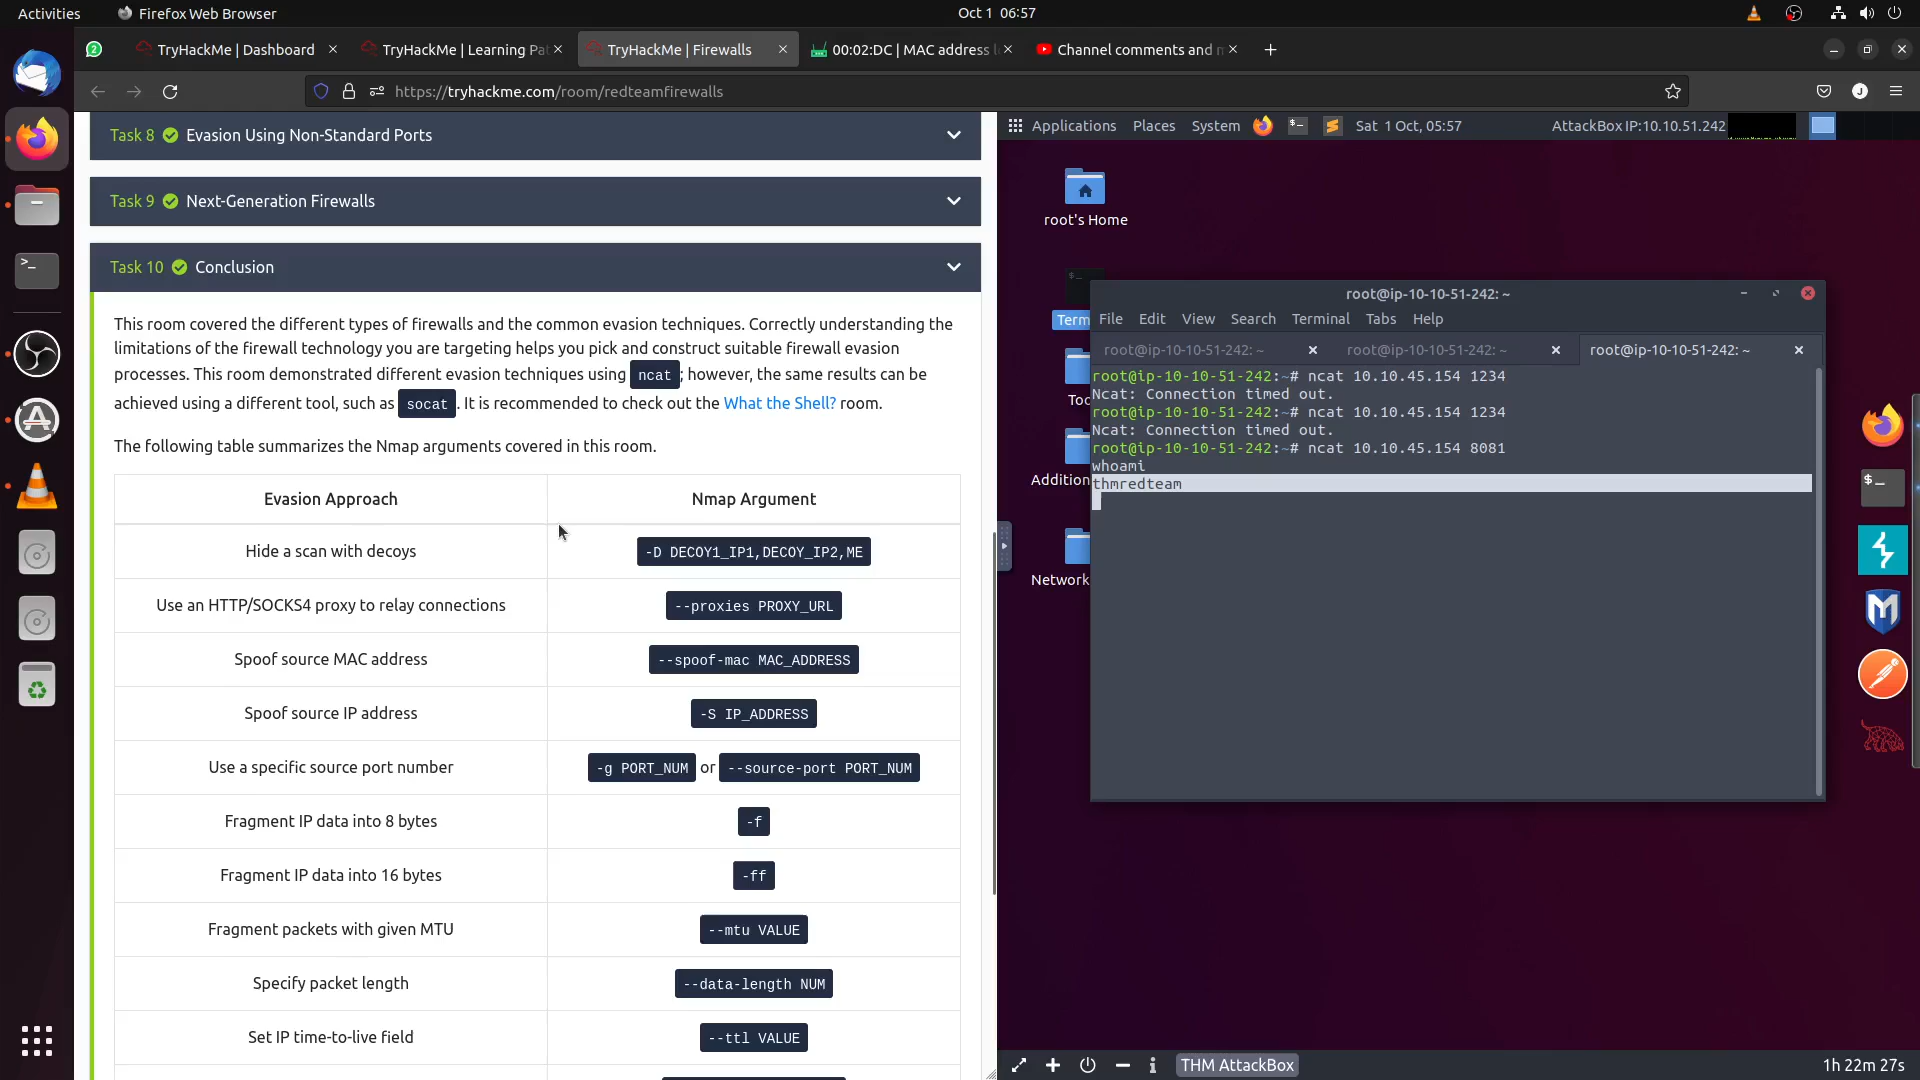 Activities
Firefox Web Browser
Oct 1 06:57
2
TryHackMe | Dashboard
TryHackMe | Learning Pat
TryHackMe | Firewalls
00:02:DC | MAC address l
Channel comments and m
https://tryhackme.com/room/redteamfirewalls
J
Task 8 Evasion Using Non-Standard Ports
Task 9 Next-Generation Firewalls
Task 10 Conclusion
This room covered the different types of firewalls and the common evasion techniques. Correctly understanding the
limitations of the firewall technology you are targeting helps you pick and construct suitable firewall evasion
processes. This room demonstrated different evasion techniques using ncat; however, the same results can be
achieved using a different tool, such as socat. It is recommended to check out the What the Shell? room.
The following table summarizes the Nmap arguments covered in this room.
Evasion Approach Nmap Argument
Hide a scan with decoys -D DECOY1_IP1,DECOY_IP2,ME
Use an HTTP/SOCKS4 proxy to relay connections --proxies PROXY_URL
Spoof source MAC address --spoof-mac MAC_ADDRESS
Spoof source IP address -S IP_ADDRESS
Use a specific source port number -g PORT_NUM or --source-port PORT_NUM
Fragment IP data into 8 bytes -f
Fragment IP data into 16 bytes -ff
Fragment packets with given MTU --mtu VALUE
Specify packet length --data-length NUM
Set IP time-to-live field --ttl VALUE
Applications Places System
Sat 1 Oct, 05:57
AttackBox IP:10.10.51.242
root's Home
Term
Too
Addition
Network
root@ip-10-10-51-242: ~
File Edit View Search Terminal Tabs Help
root@ip-10-10-51-242: ~
root@ip-10-10-51-242: ~
root@ip-10-10-51-242: ~
root@ip-10-10-51-242:~# ncat 10.10.45.154 1234
Ncat: Connection timed out.
root@ip-10-10-51-242:~# ncat 10.10.45.154 1234
Ncat: Connection timed out.
root@ip-10-10-51-242:~# ncat 10.10.45.154 8081
whoami
thmredteam
THM AttackBox
1h 22m 27s